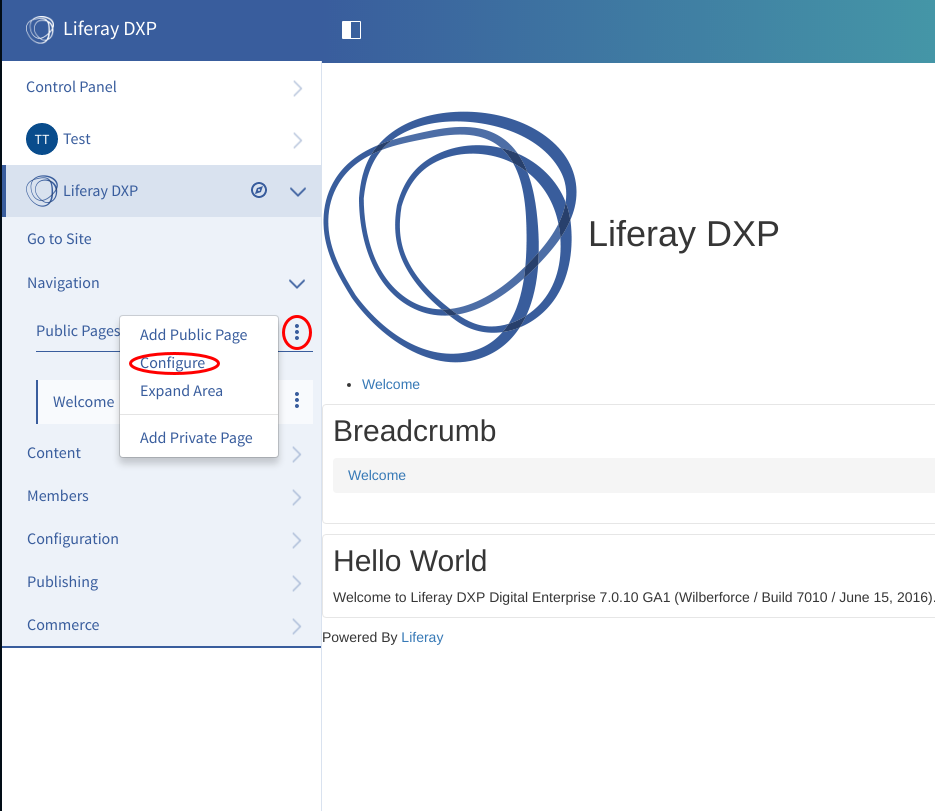 Liferay DXP
Control Panel
TT Test
Liferay DXP
Go to Site
Navigation
Public Pages
Add Public Page
Configure
Expand Area
Add Private Page
Welcome
Content
Members
Configuration
Publishing
Commerce
Liferay DXP
Welcome
Breadcrumb
Welcome
Hello World
Welcome to Liferay DXP Digital Enterprise 7.0.10 GA1 (Wilberforce / Build 7010 / June 15, 2016).
Powered By Liferay